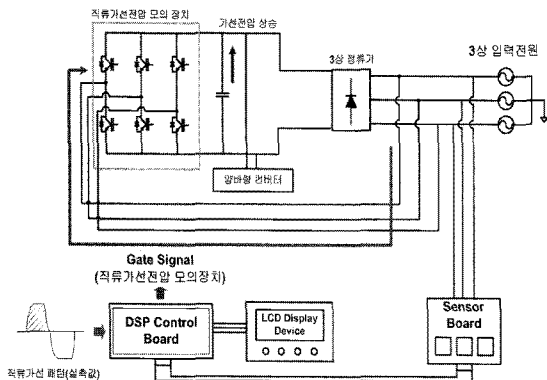 직류가선전압 모의 장치
가선전압 상승
3상 정류기
3상 입력전원
양방향 컨버터
Gate Signal
(직류가선전압 모의장치)
DSP Control
Board
LCD Display
Device
Sensor
Board
직류가선 패턴(실측값)